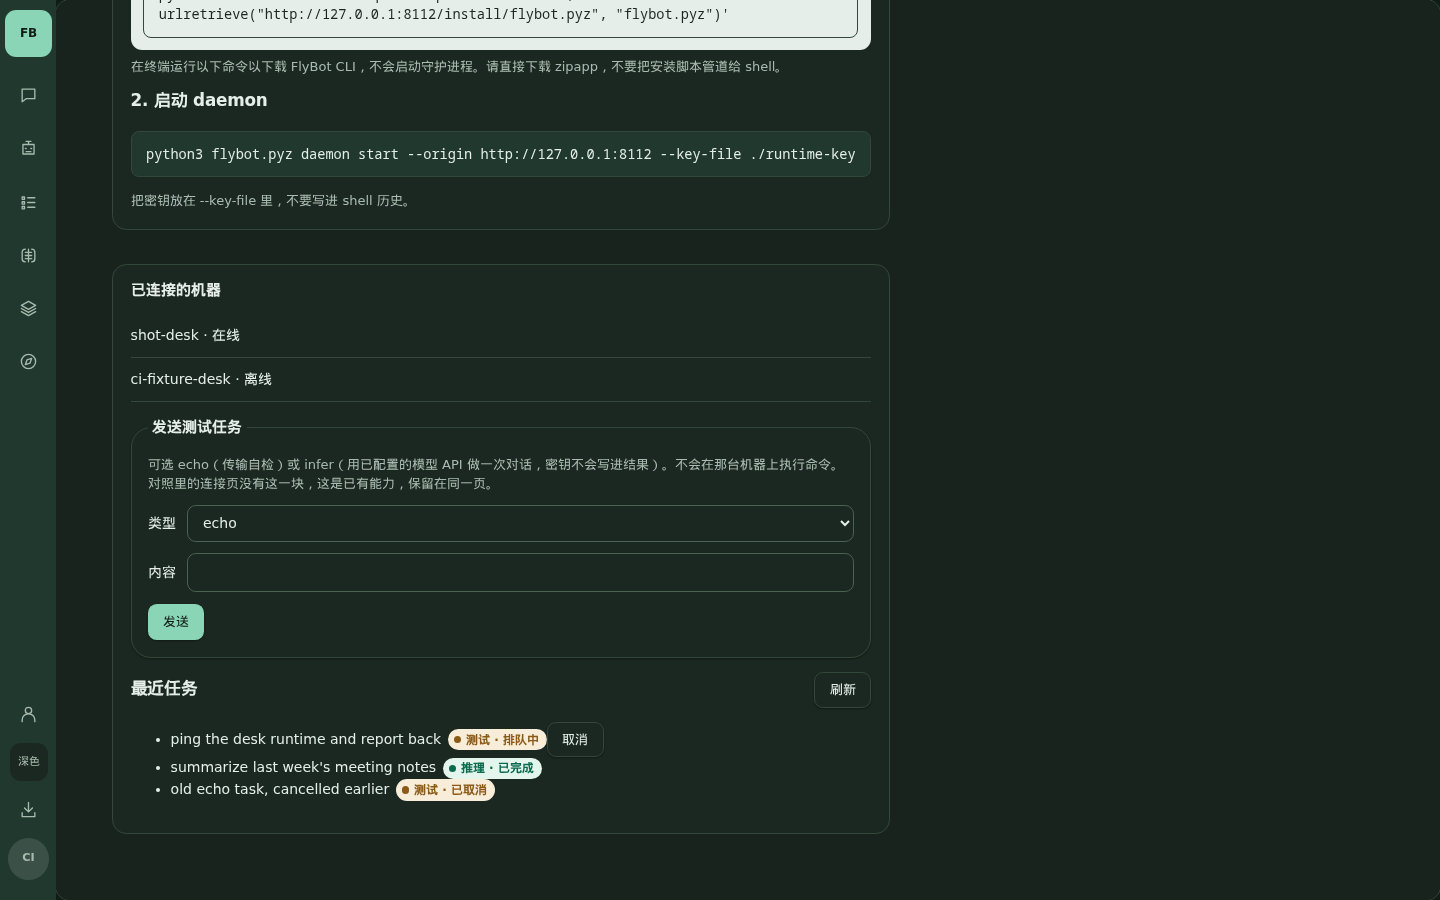 FB
urlretrieve("http://127.0.0.1:8112/install/flybot.pyz", "flybot.pyz")'
在终端运行以下命令以下载 FlyBot CLI，不会启动守护进程。请直接下载 zipapp，不要把安装脚本管道给 shell。
2. 启动 daemon
python3 flybot.pyz daemon start --origin http://127.0.0.1:8112 --key-file ./runtime-key
把密钥放在 --key-file 里，不要写进 shell 历史。
已连接的机器
shot-desk · 在线
ci-fixture-desk · 离线
发送测试任务
可选 echo（传输自检）或 infer（用已配置的模型 API 做一次对话，密钥不会写进结果）。不会在那台机器上执行命令。
对照里的连接页没有这一块，这是已有能力，保留在同一页。
类型 echo
内容
发送
最近任务 刷新
• ping the desk runtime and report back 测试 · 排队中 取消
• summarize last week's meeting notes 推理 · 已完成
• old echo task, cancelled earlier 测试 · 已取消
深色
CI